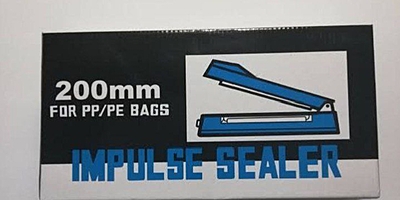 200mm
FOR PP/PE BAGS
IMPULSE SEALER